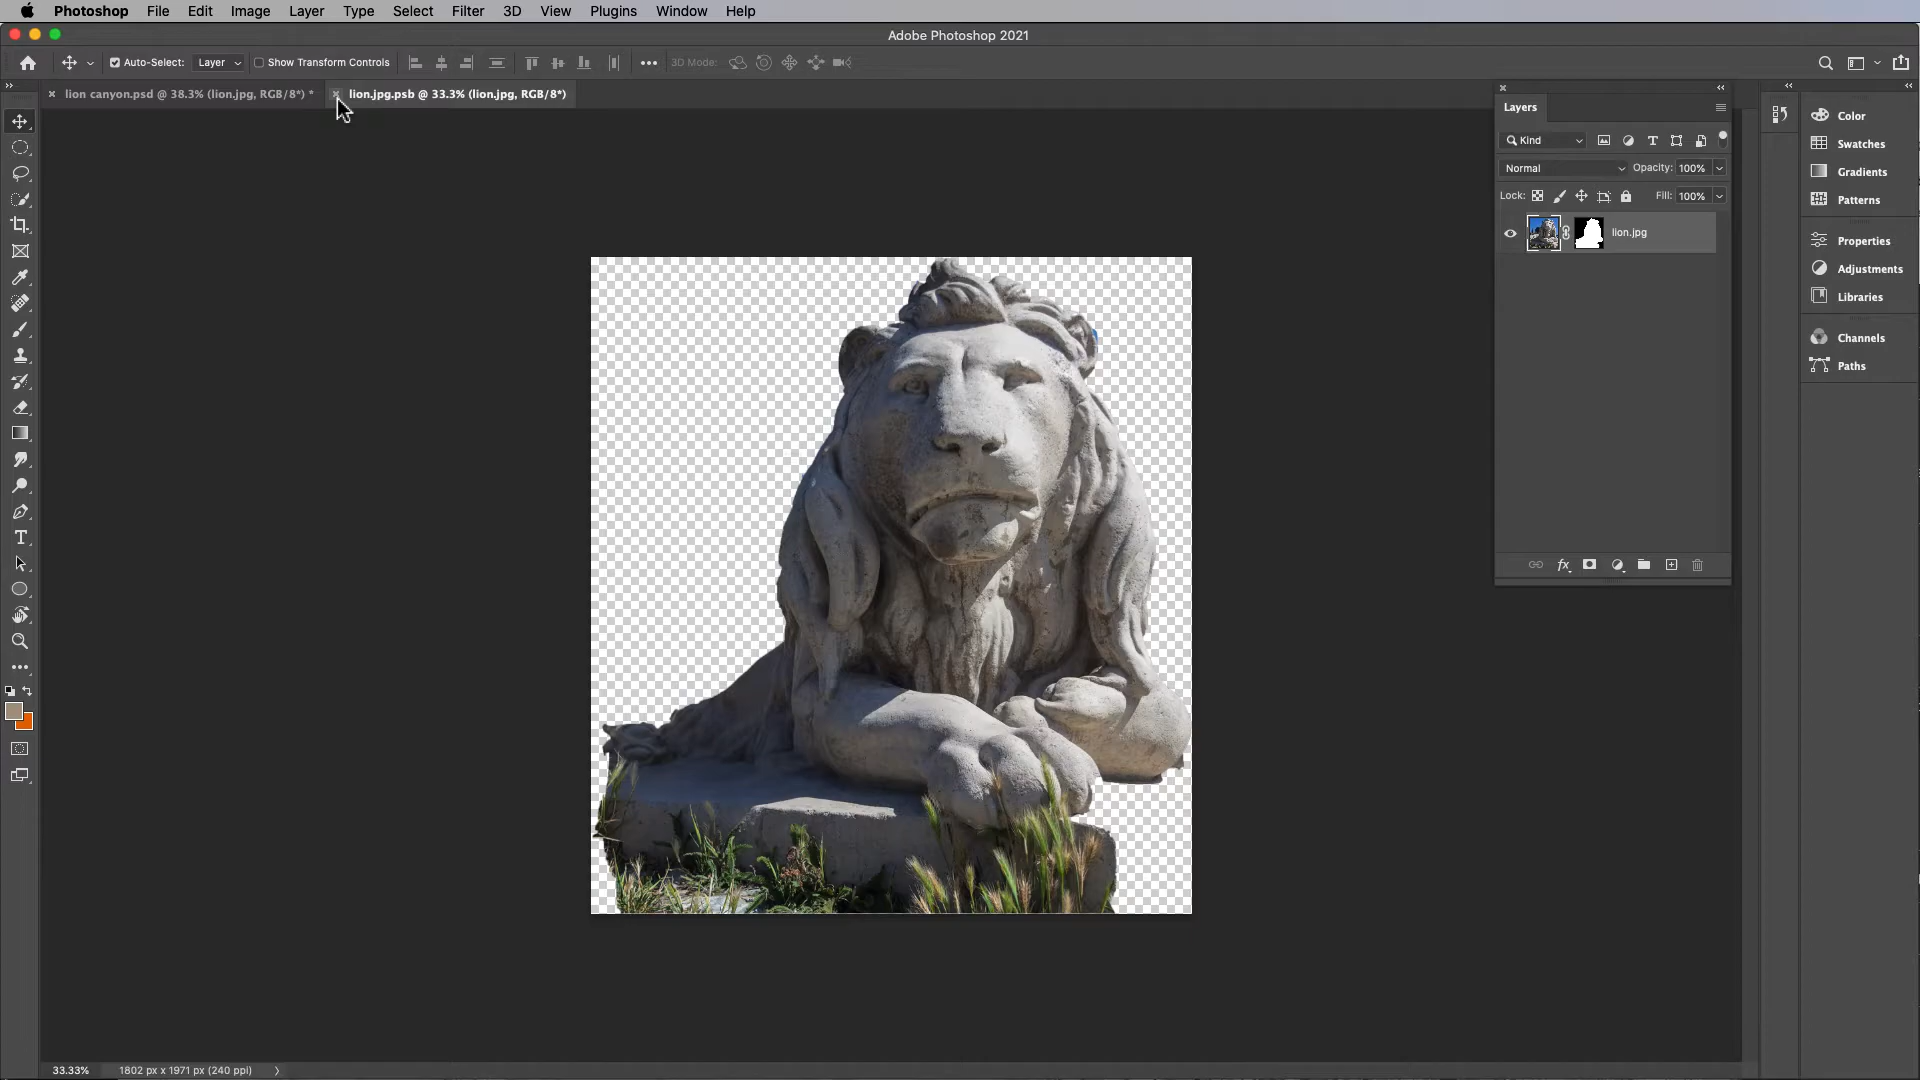 Photoshop File Edit Image Layer Type Select Filter 3D View Plugins Window Help
Adobe Photoshop 2021
Auto-Select: Layer Show Transform Controls 3D Mode:
lion canyon.psd @ 38.3% (lion.jpg, RGB/8*) *
lion.jpg.psb @ 33.3% (lion.jpg, RGB/8*)
Layers
Kind
Normal Opacity: 100%
Lock: Fill: 100%
lion.jpg
fx
Color
Swatches
Gradients
Patterns
Properties
Adjustments
Libraries
Channels
Paths
33.33% 1802 px x 1971 px (240 ppi)